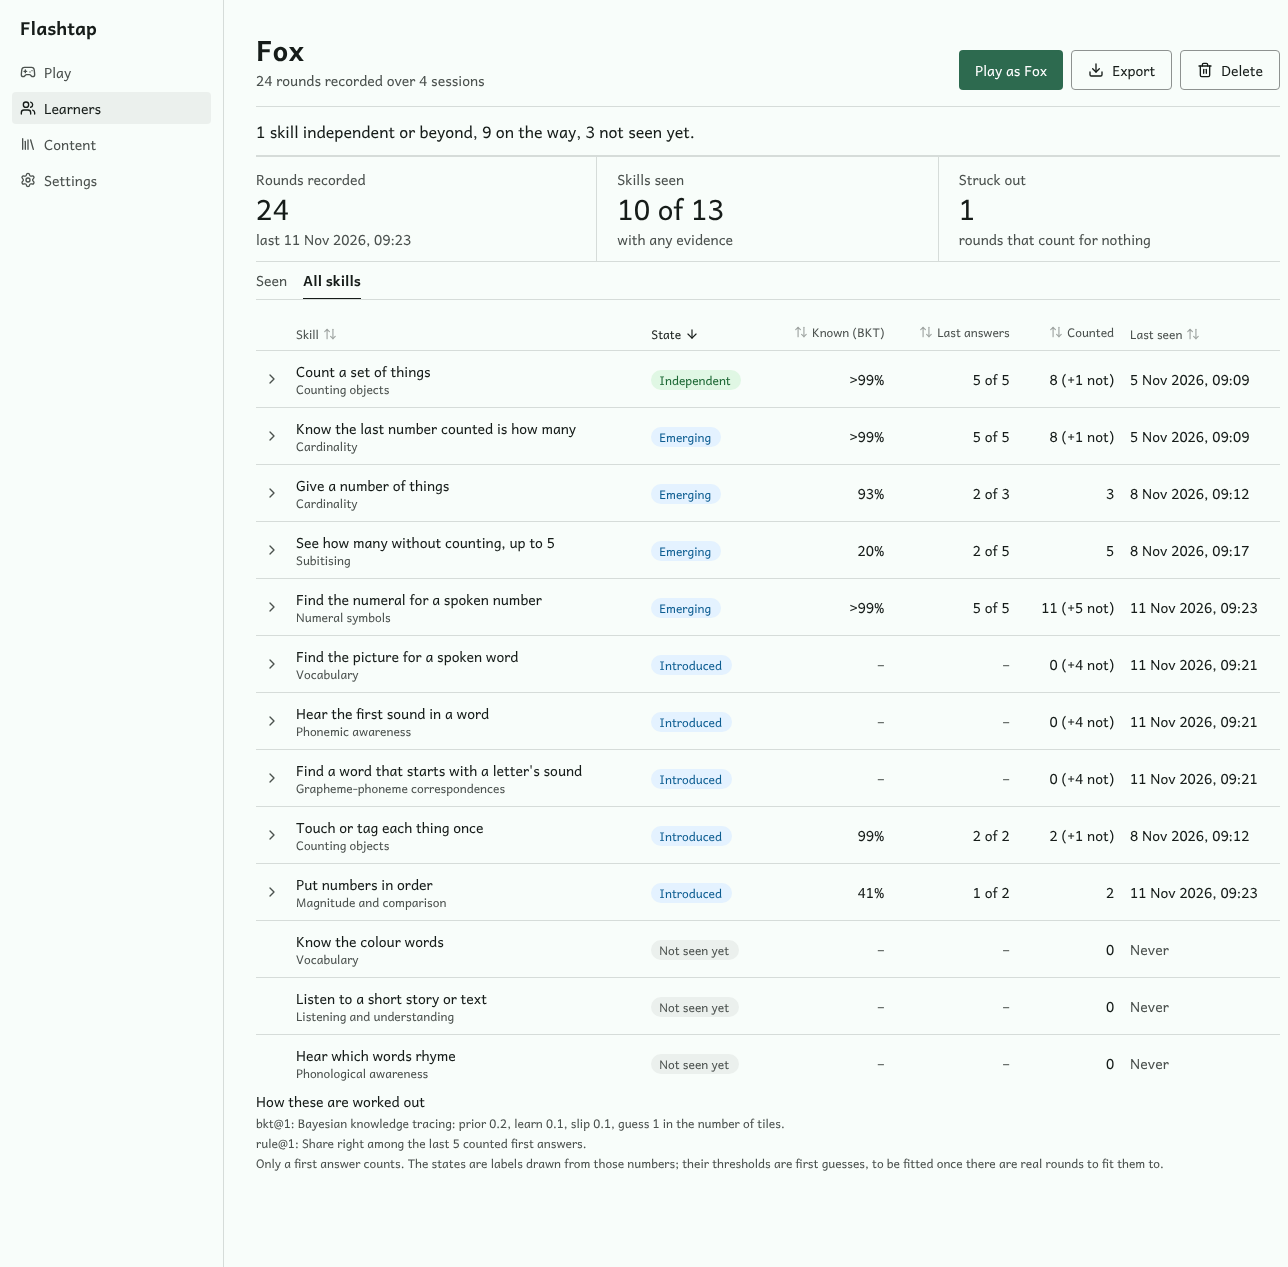 Flashtap
Play
Learners
Content
Settings
Fox
24 rounds recorded over 4 sessions
Play as Fox
Export
Delete
1 skill independent or beyond, 9 on the way, 3 not seen yet.
Rounds recorded
24
last 11 Nov 2026, 09:23
Skills seen
10 of 13
with any evidence
Struck out
1
rounds that count for nothing
Seen All skills
Skill State Known (BKT) Last answers Counted Last seen
Count a set of things
Counting objects
Independent >99% 5 of 5 8 (+1 not) 5 Nov 2026, 09:09
Know the last number counted is how many
Cardinality
Emerging >99% 5 of 5 8 (+1 not) 5 Nov 2026, 09:09
Give a number of things
Cardinality
Emerging 93% 2 of 3 3 8 Nov 2026, 09:12
See how many without counting, up to 5
Subitising
Emerging 20% 2 of 5 5 8 Nov 2026, 09:17
Find the numeral for a spoken number
Numeral symbols
Emerging >99% 5 of 5 11 (+5 not) 11 Nov 2026, 09:23
Find the picture for a spoken word
Vocabulary
Introduced – – 0 (+4 not) 11 Nov 2026, 09:21
Hear the first sound in a word
Phonemic awareness
Introduced – – 0 (+4 not) 11 Nov 2026, 09:21
Find a word that starts with a letter's sound
Grapheme-phoneme correspondences
Introduced – – 0 (+4 not) 11 Nov 2026, 09:21
Touch or tag each thing once
Counting objects
Introduced 99% 2 of 2 2 (+1 not) 8 Nov 2026, 09:12
Put numbers in order
Magnitude and comparison
Introduced 41% 1 of 2 2 11 Nov 2026, 09:23
Know the colour words
Vocabulary
Not seen yet – – 0 Never
Listen to a short story or text
Listening and understanding
Not seen yet – – 0 Never
Hear which words rhyme
Phonological awareness
Not seen yet – – 0 Never
How these are worked out
bkt@1: Bayesian knowledge tracing: prior 0.2, learn 0.1, slip 0.1, guess 1 in the number of tiles.
rule@1: Share right among the last 5 counted first answers.
Only a first answer counts. The states are labels drawn from those numbers; their thresholds are first guesses, to be fitted once there are real rounds to fit them to.